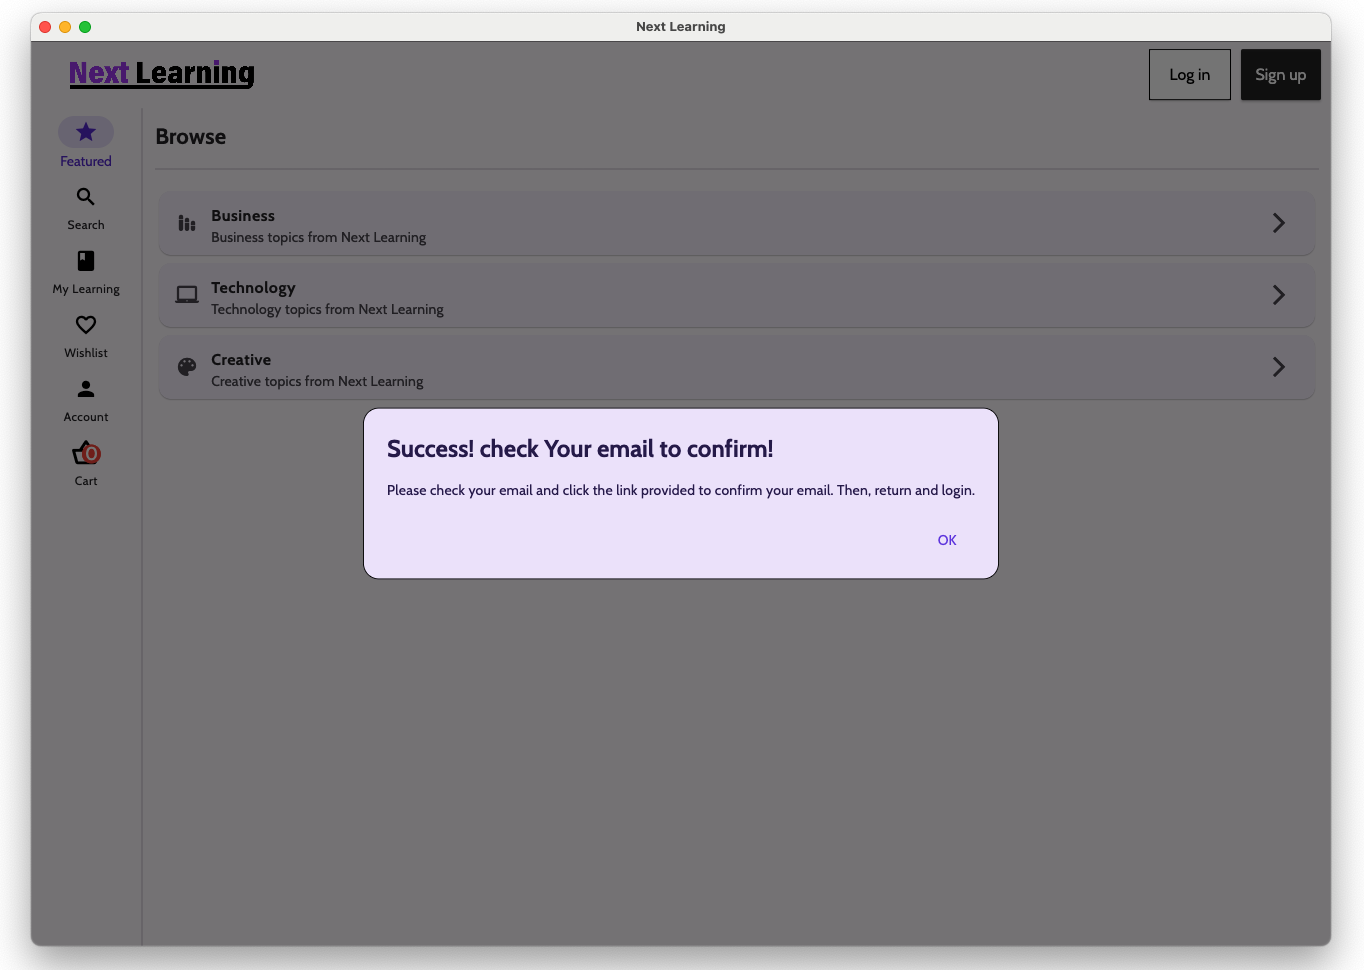 Next Learning
Next Learning
Log in
Sign up
Featured
Search
My Learning
Wishlist
Account
0
Cart
Browse
Business
Business topics from Next Learning
Technology
Technology topics from Next Learning
Creative
Creative topics from Next Learning
Success! check Your email to confirm!
Please check your email and click the link provided to confirm your email. Then, return and login.
OK